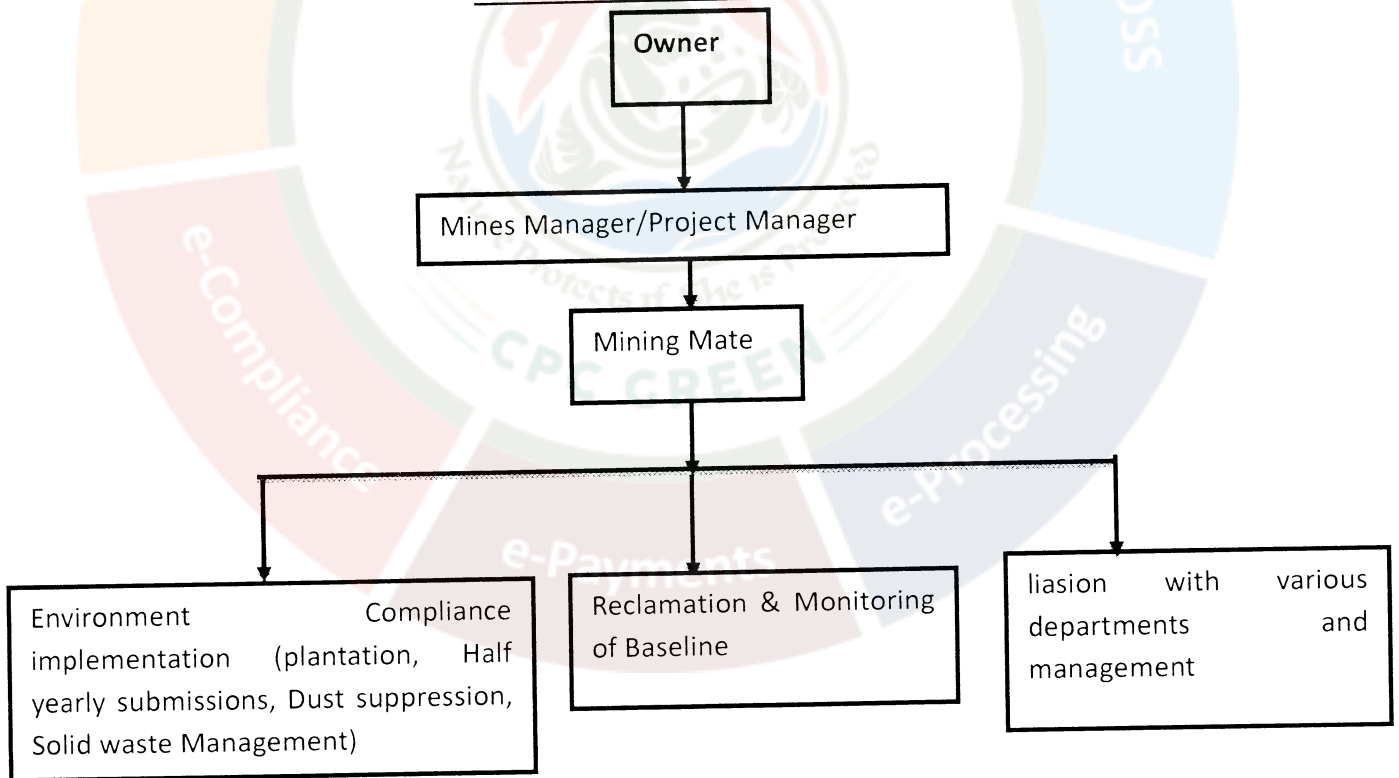 Owner
Mines Manager/Project Manager
Mining Mate
Environment Compliance
implementation (plantation, Half
yearly submissions, Dust suppression,
Solid waste Management)
Reclamation & Monitoring
of Baseline
liasion with various
departments and
management
e-Compliance
e-Payments
e-Processing
CPC GREEN